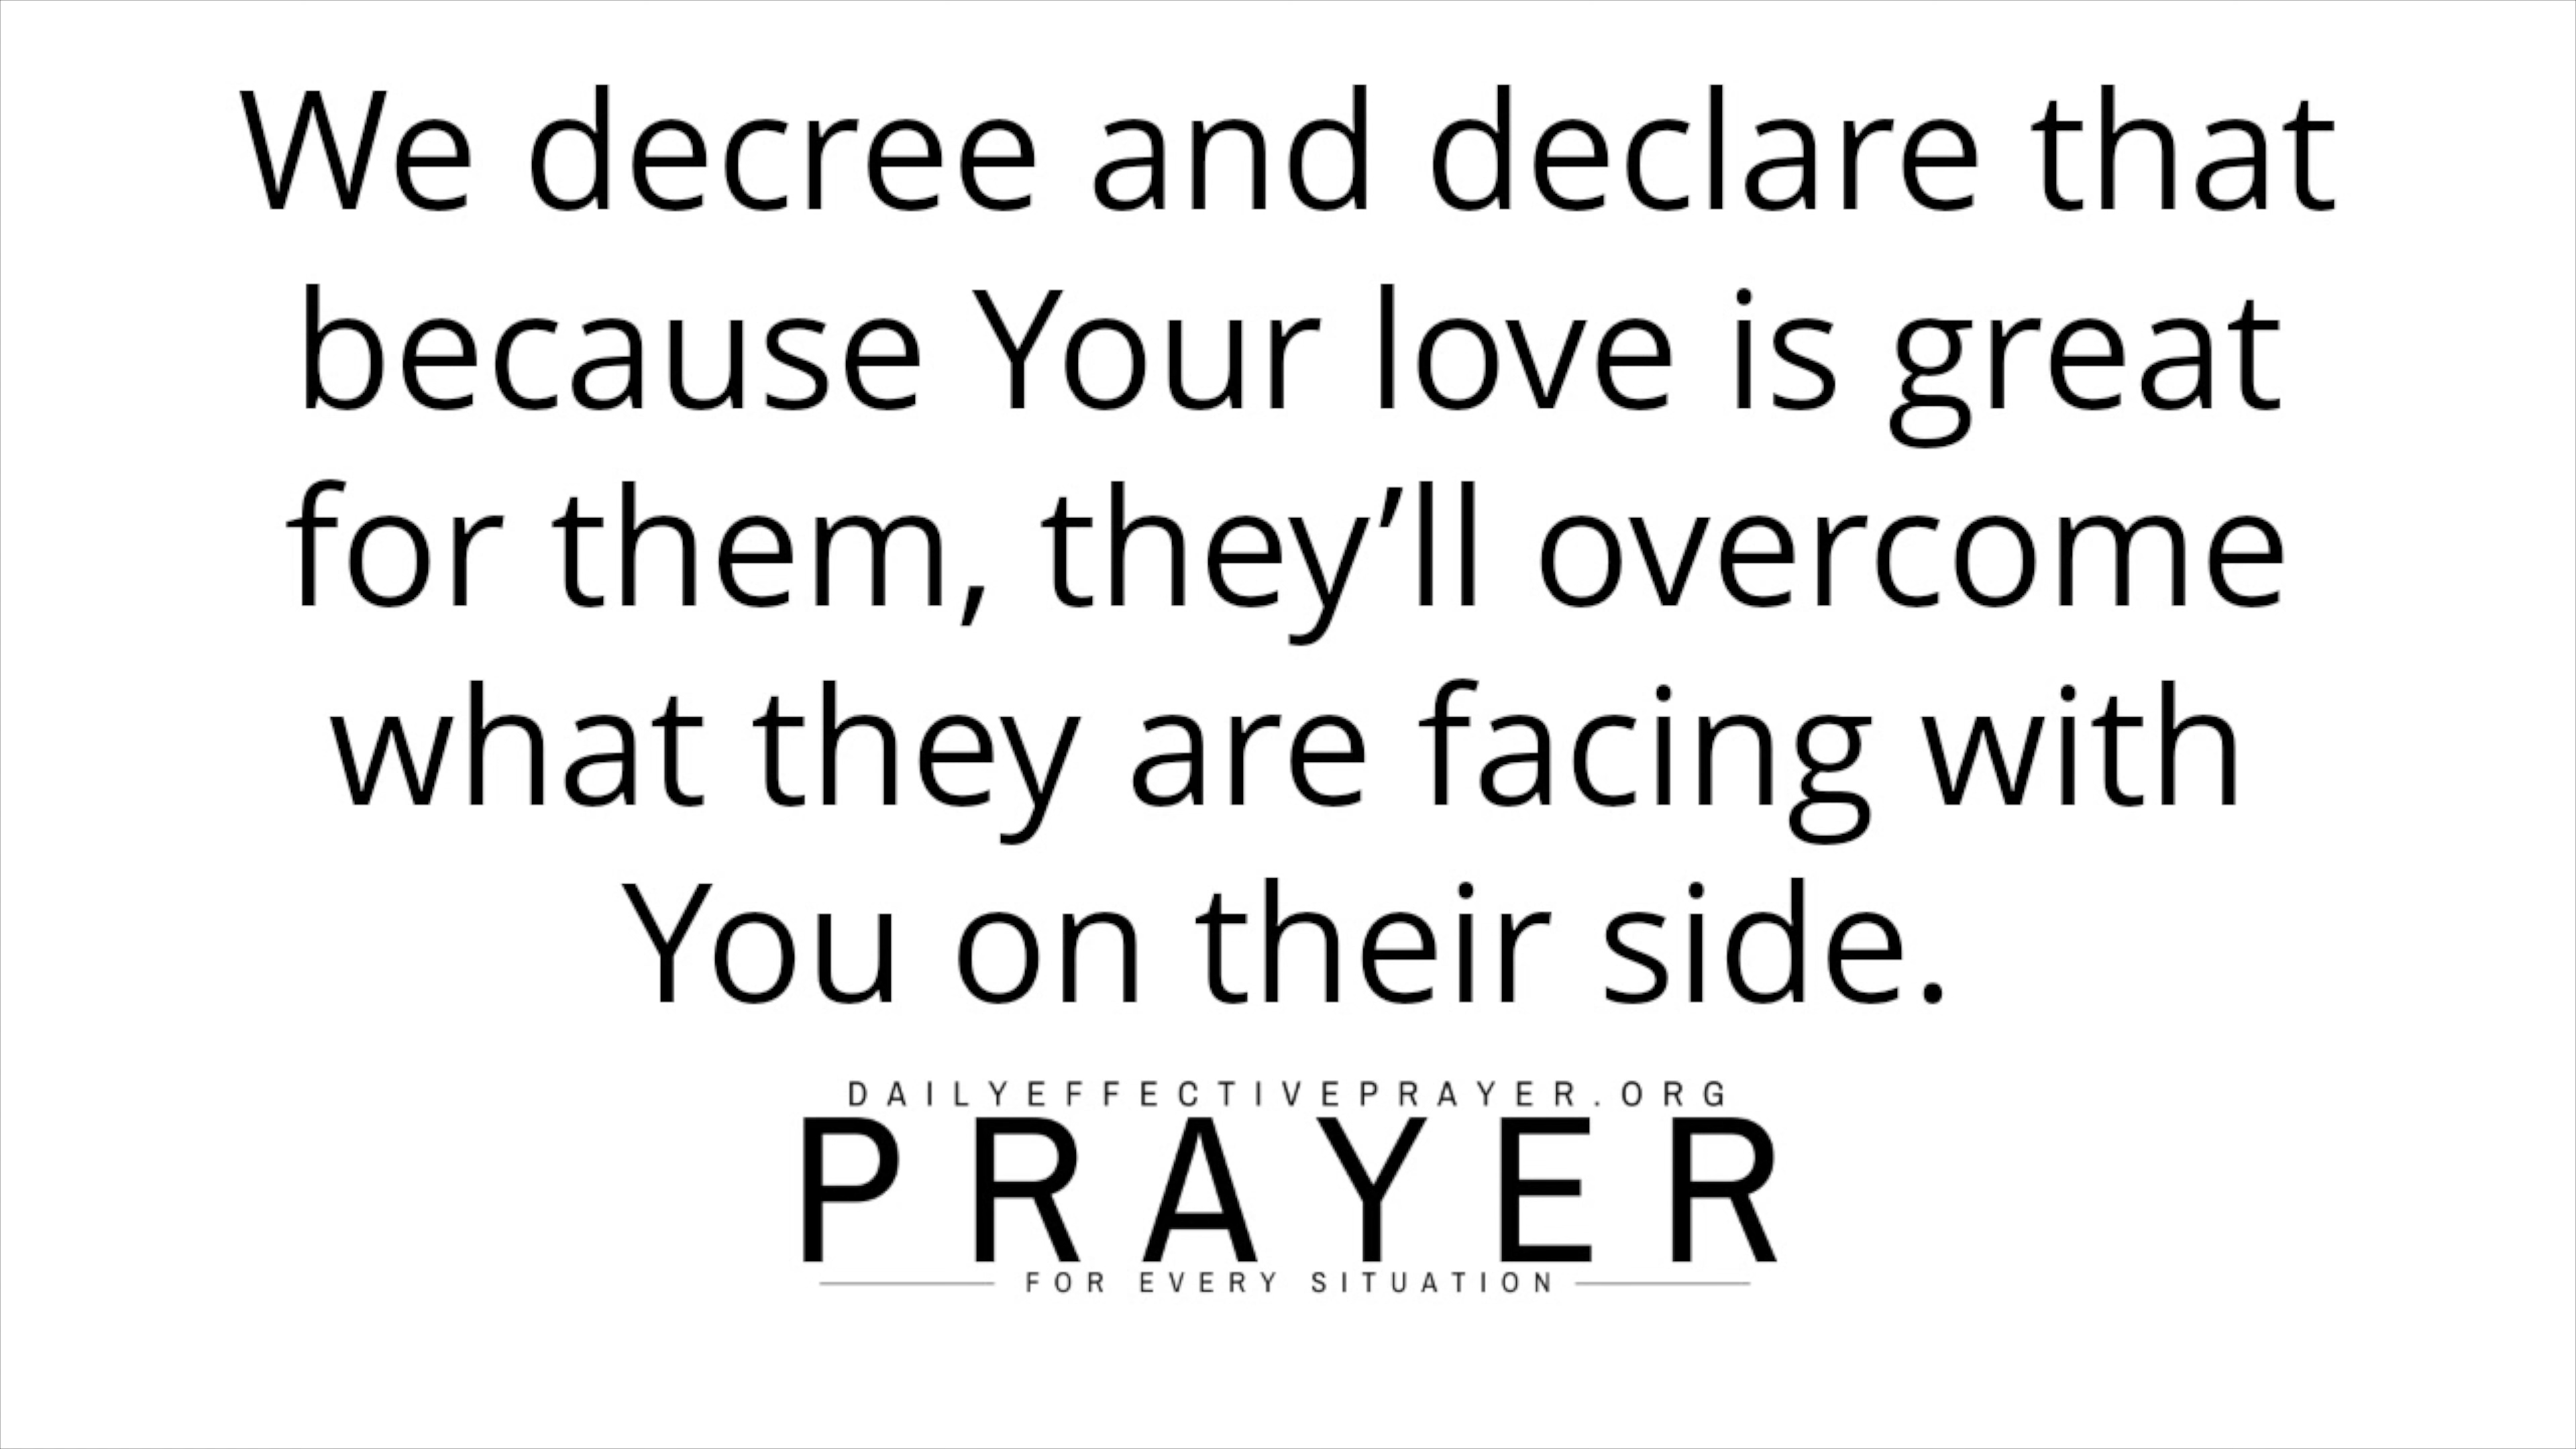 We decree and declare that
because Your love is great
for them, they’ll overcome
what they are facing with
You on their side.
DAILYEFFECTIVEPRAYER.ORG
PRAYER
FOR EVERY SITUATION